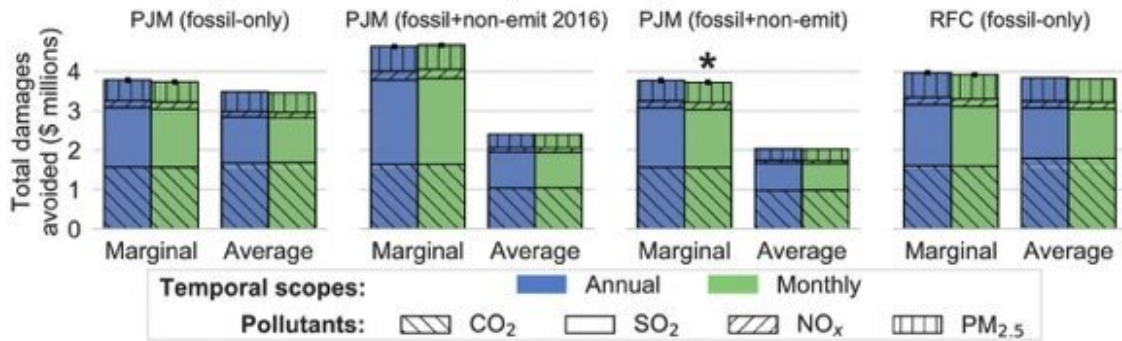 PJM (fossil-only) PJM (fossil+non-emit 2016) PJM (fossil+non-emit) RFC (fossil-only)
Total damages
avoided ($ millions)
4
3
2
1
0
*
Marginal Average Marginal Average Marginal Average Marginal Average
Temporal scopes: Annual Monthly
Pollutants: CO₂ SO₂ NOₓ PM₂.₅